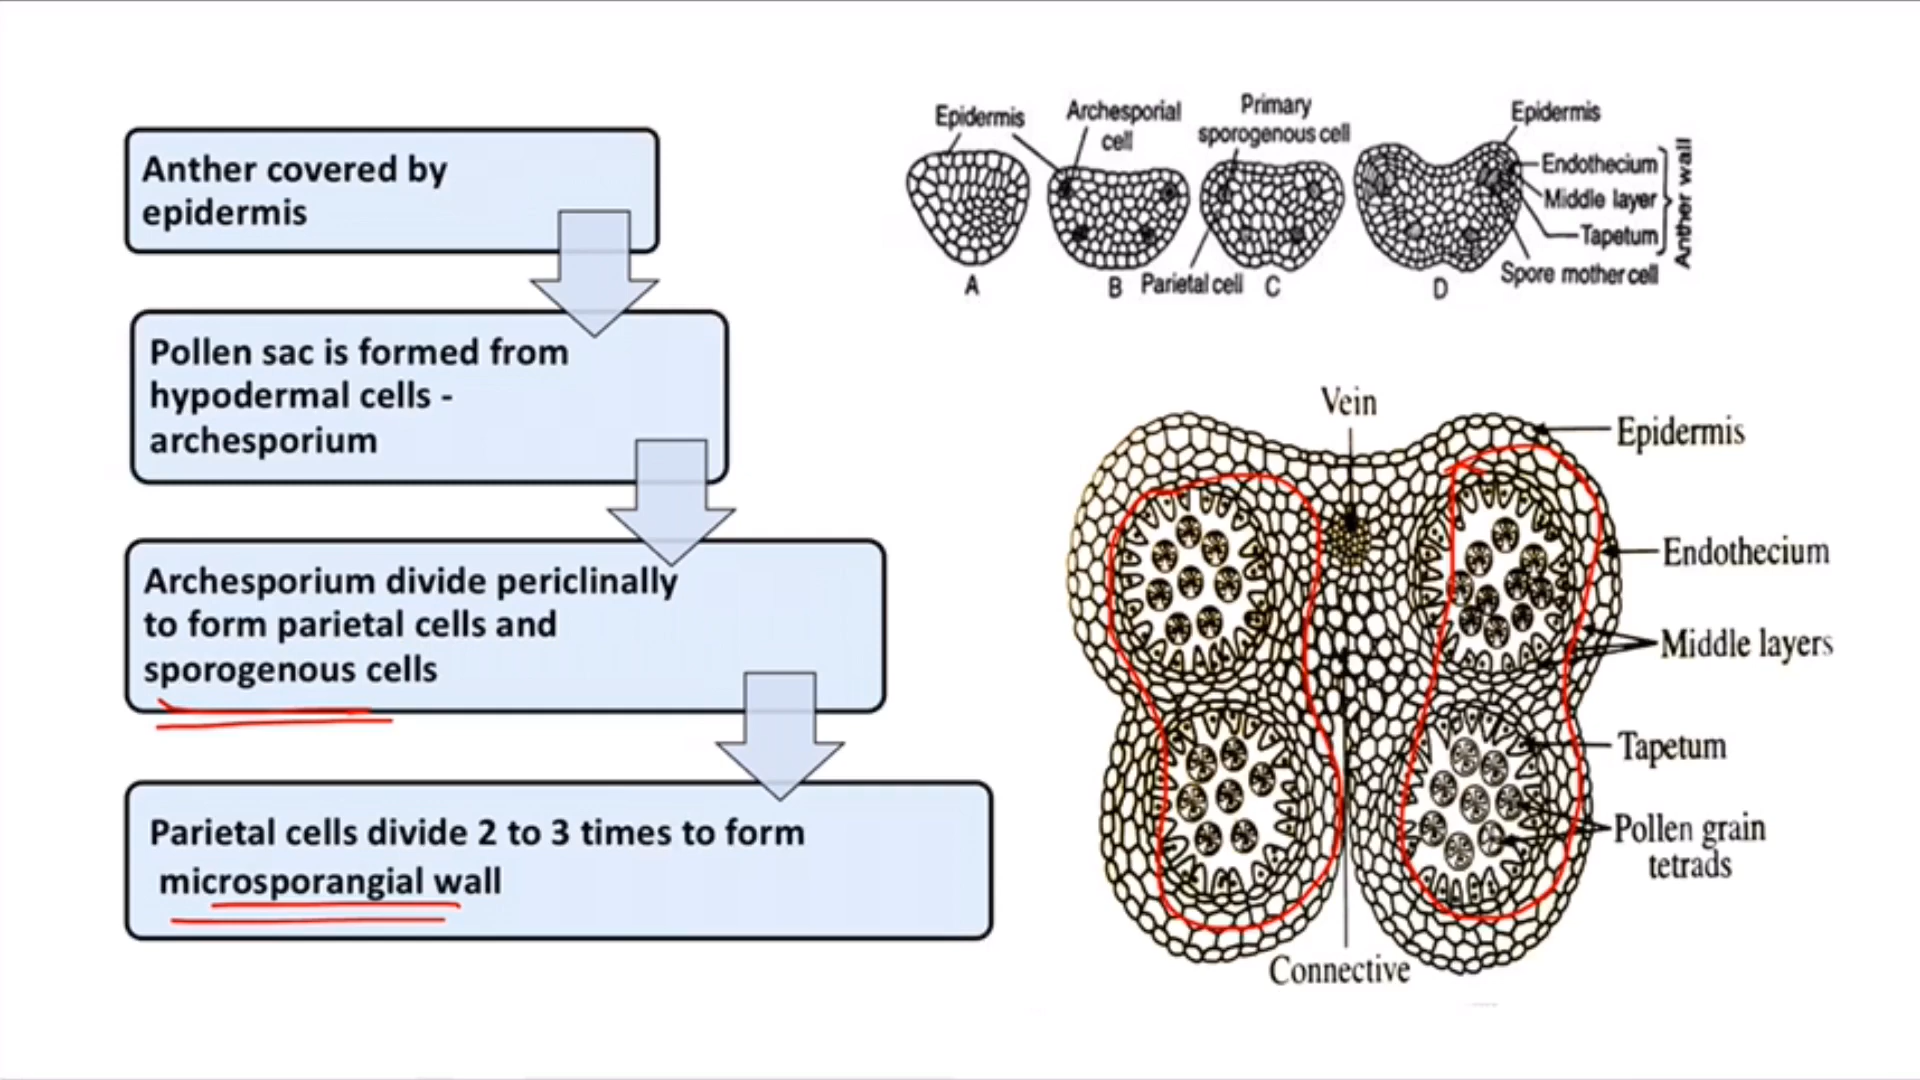 Anther covered by
epidermis
Pollen sac is formed from
hypodermal cells -
archesporium
Archesporium divide periclinally
to form parietal cells and
sporogenous cells
Parietal cells divide 2 to 3 times to form
microsporangial wall
Epidermis
Archesporial
cell
Primary
sporogenous cell
Epidermis
Endothecium
Middle layer
Tapetum
Anther wall
Spore mother cell
Parietal cell
A
B
C
D
Vein
Epidermis
Endothecium
Middle layers
Tapetum
Pollen grain
tetrads
Connective